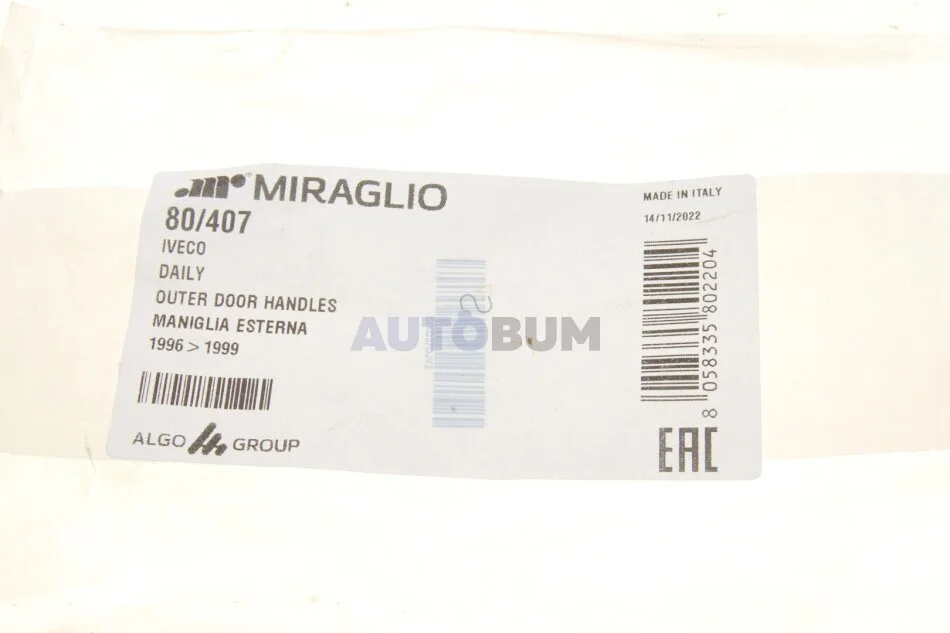 MIRAGLIO
80/407
IVECO
DAILY
OUTER DOOR HANDLES
MANIGLIA ESTERNA
1996 > 1999
ALGO GROUP
MADE IN ITALY
14/11/2022
8 058335 802204
EAC
AUTOBUM